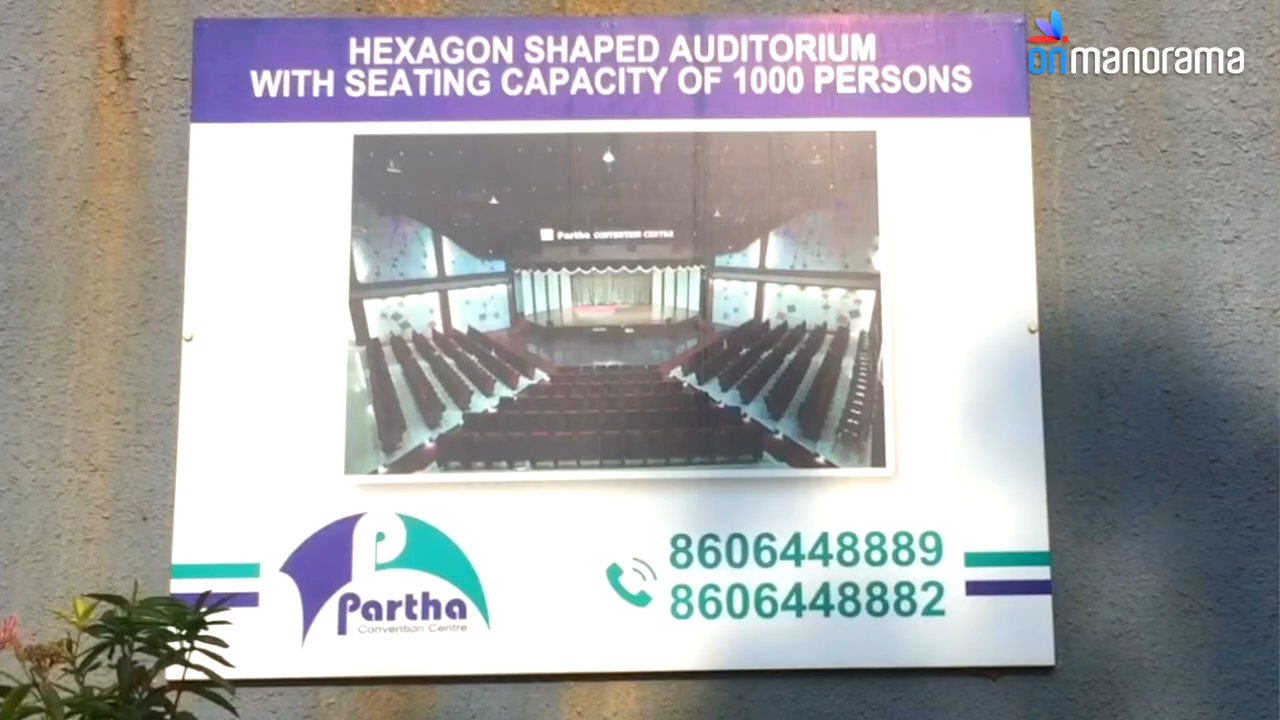 HEXAGON SHAPED AUDITORIUM
WITH SEATING CAPACITY OF 1000 PERSONS
onmanorama
Partha CONVENTION CENTRE
8606448889
8606448882
P
Partha
Convention Centre